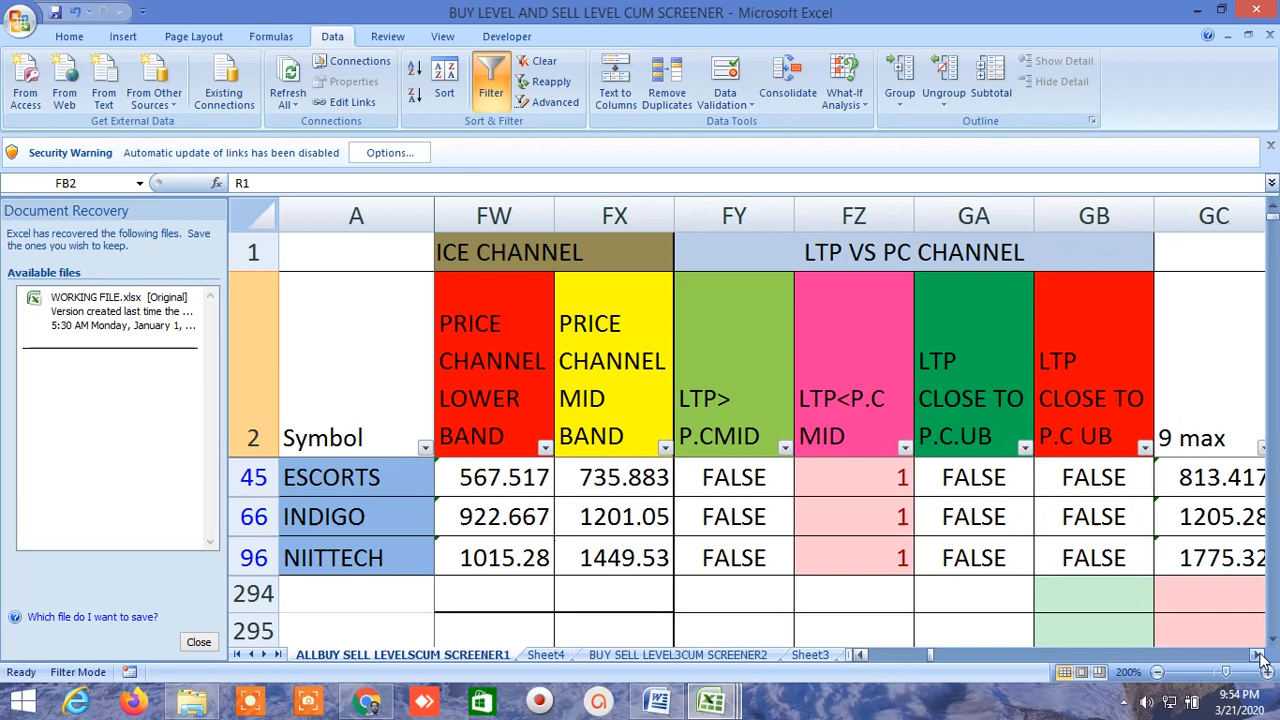 BUY LEVEL AND SELL LEVEL CUM SCREENER - Microsoft Excel
Home Insert Page Layout Formulas Data Review View Developer
From Access
From Web
From Text
From Other Sources
Existing Connections
Get External Data
Refresh All
Connections
Properties
Edit Links
Connections
Sort
Filter
Clear
Reapply
Advanced
Sort & Filter
Text to Columns
Remove Duplicates
Data Validation
Consolidate
What-If Analysis
Data Tools
Group
Ungroup
Subtotal
Show Detail
Hide Detail
Outline
Security Warning Automatic update of links has been disabled Options...
FB2 fx R1
Document Recovery
Excel has recovered the following files. Save
the ones you wish to keep.
Available files
WORKING FILE.xlsx [Original]
Version created last time the ...
5:30 AM Monday, January 1, ...
Which file do I want to save?
Close
A FW FX FY FZ GA GB GC
1 ICE CHANNEL LTP VS PC CHANNEL
2 Symbol
PRICE
CHANNEL
LOWER
BAND
PRICE
CHANNEL
MID
BAND
LTP>
P.CMID
LTP<P.C
MID
LTP
CLOSE TO
P.C.UB
LTP
CLOSE TO
P.C UB
9 max
45 ESCORTS 567.517 735.883 FALSE 1 FALSE FALSE 813.417
66 INDIGO 922.667 1201.05 FALSE 1 FALSE FALSE 1205.28
96 NIITTECH 1015.28 1449.53 FALSE 1 FALSE FALSE 1775.32
294
295
ALLBUY SELL LEVELSCUM SCREENER1 Sheet4 BUY SELL LEVEL3CUM SCREENER2 Sheet3
Ready Filter Mode 200%
9:54 PM
3/21/2020